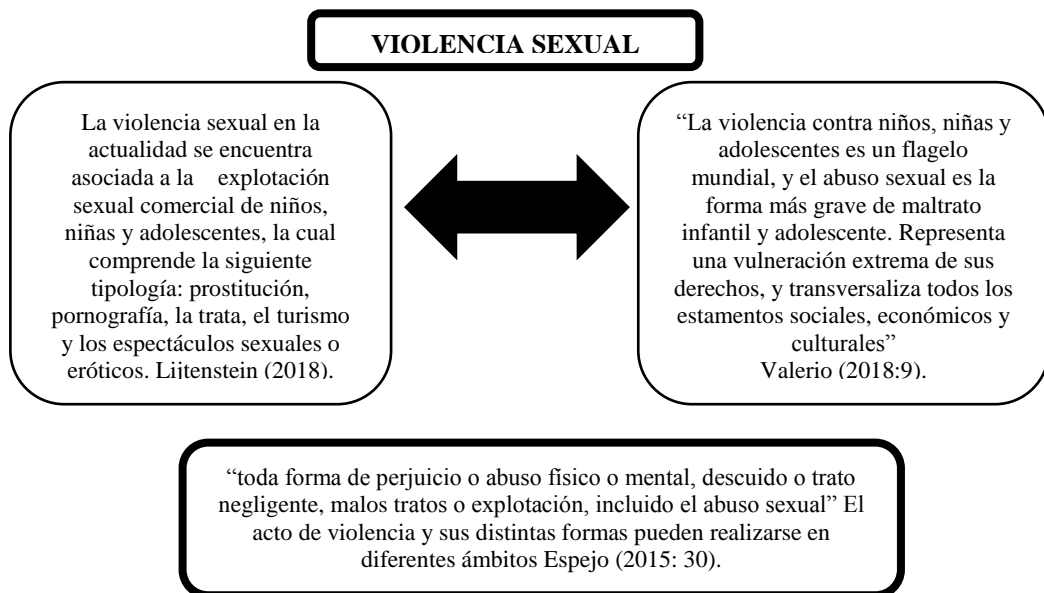 VIOLENCIA SEXUAL
La violencia sexual en la
actualidad se encuentra
asociada a la explotación
sexual comercial de niños,
niñas y adolescentes, la cual
comprende la siguiente
tipología: prostitución,
pornografía, la trata, el turismo
y los espectáculos sexuales o
eróticos. Liitenstein (2018).
“La violencia contra niños, niñas y
adolescentes es un flagelo
mundial, y el abuso sexual es la
forma más grave de maltrato
infantil y adolescente. Representa
una vulneración extrema de sus
derechos, y transversaliza todos los
estamentos sociales, económicos y
culturales”
Valerio (2018:9).
“toda forma de perjuicio o abuso físico o mental, descuido o trato
negligente, malos tratos o explotación, incluido el abuso sexual” El
acto de violencia y sus distintas formas pueden realizarse en
diferentes ámbitos Espejo (2015: 30).